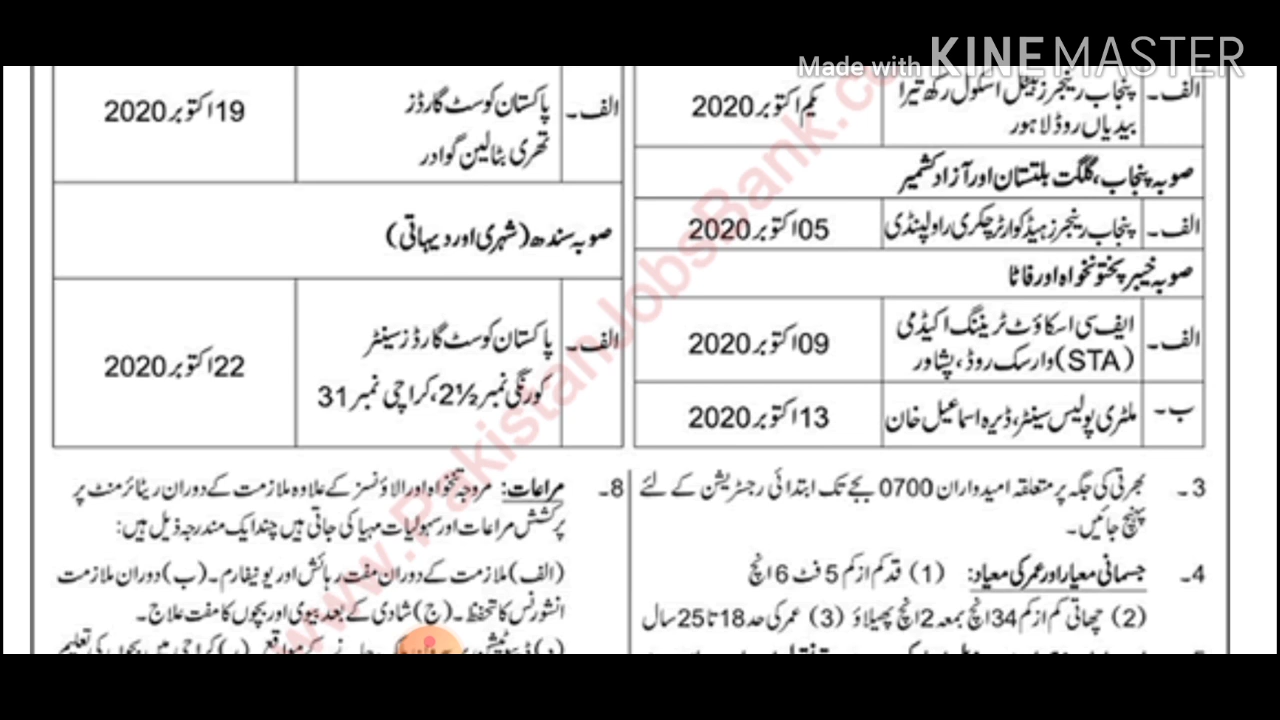 Made with KINEMASTER
الف۔ پنجاب رینجرز ہیٹل اسکول رکھ تیرا
بیدیاں روڈ لاہور
یکم اکتوبر 2020
صوبہ پنجاب، گلگت بلتستان اور آزاد کشمیر
الف۔ پنجاب رینجرز ہیڈ کوارٹر چکری راولپنڈی
05 اکتوبر 2020
صوبہ خیبر پختونخواہ اور فاٹا
الف۔ ایف سی اسکاؤٹ ٹریننگ اکیڈمی
(STA) وارسک روڈ، پشاور
09 اکتوبر 2020
ب۔ ملٹری پولیس سینٹر، ڈیرہ اسماعیل خان
13 اکتوبر 2020
3۔ بھرتی کی جگہ پر متعلقہ امیدواران 0700 بجے تک ابتدائی رجسٹریشن کے لئے
پہنچ جائیں۔
4۔ جسمانی معیار اور عمر کی معیاد: (1) قد کم از کم 5 فٹ 6 انچ
(2) چھاتی کم از کم 34 انچ بمعہ 2 انچ پھیلاؤ (3) عمر کی حد 18 تا 25 سال
الف۔ پاکستان کوسٹ گارڈز
تھری بٹالین گوادر
19 اکتوبر 2020
صوبہ سندھ (شہری اور دیہاتی)
الف۔ پاکستان کوسٹ گارڈز سینٹر
کورنگی نمبر 2½، کراچی نمبر 31
22 اکتوبر 2020
8۔ مراعات: مروجہ تنخواہ اور الاؤنسز کے علاوہ ملازمت کے دوران ریٹائرمنٹ پر
پرکشش مراعات اور سہولیات مہیا کی جاتی ہیں چند ایک مندرجہ ذیل ہیں:
(الف) ملازمت کے دوران مفت رہائش اور یونیفارم۔ (ب) دوران ملازمت
انشورنس کا تحفظ۔ (ج) شادی کے بعد بیوی اور بچوں کا مفت علاج۔
www.PakistanJobsBank.co